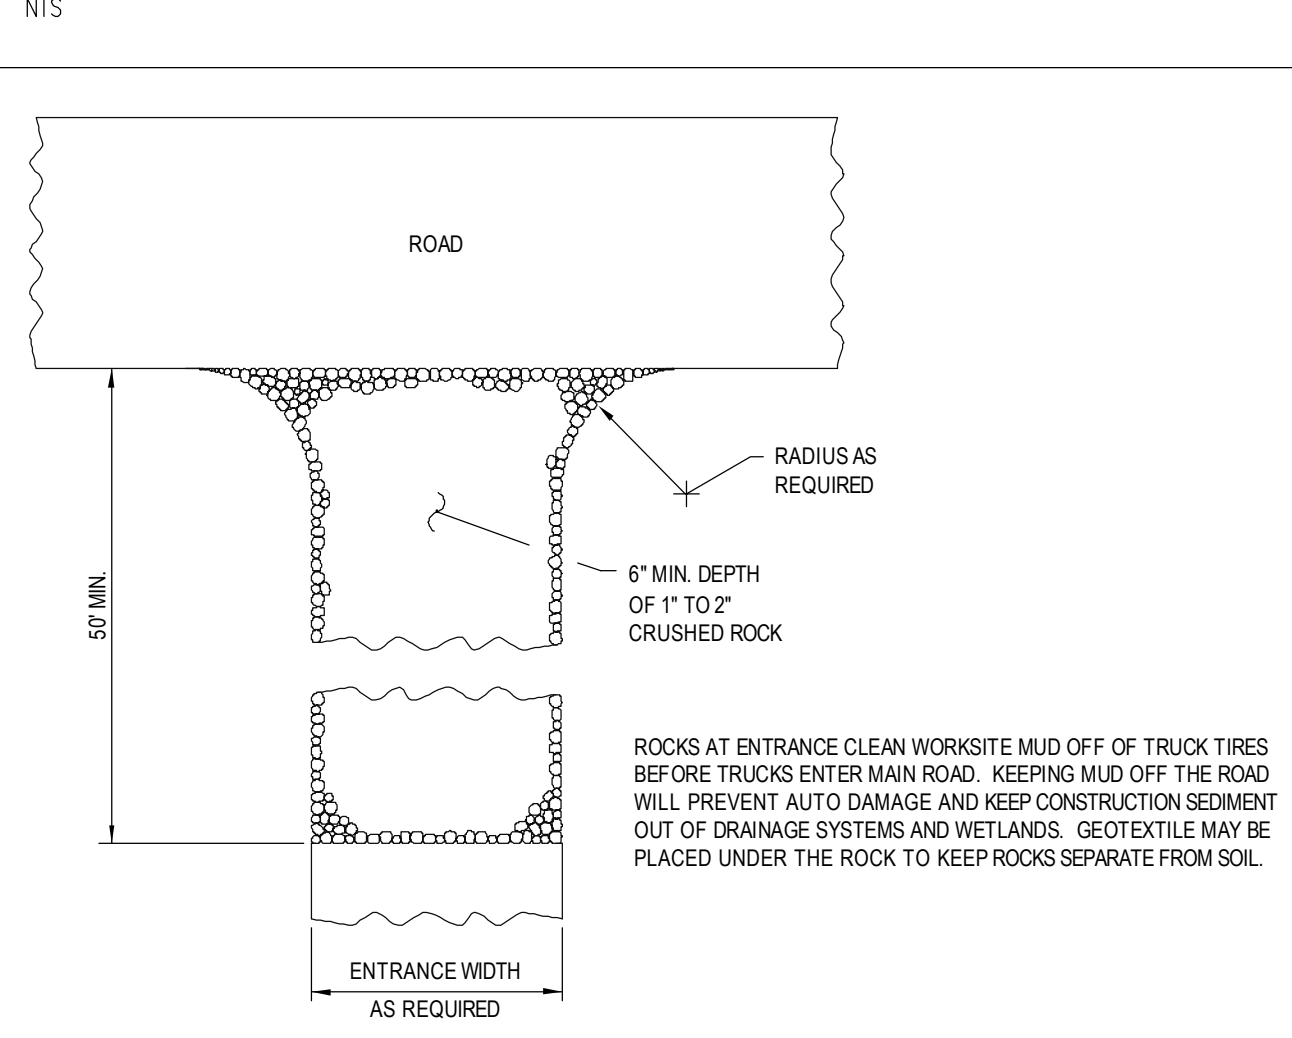 NTS
ROAD
RADIUS AS
REQUIRED
6" MIN. DEPTH
OF 1" TO 2"
CRUSHED ROCK
50' MIN.
ROCKS AT ENTRANCE CLEAN WORKSITE MUD OFF OF TRUCK TIRES
BEFORE TRUCKS ENTER MAIN ROAD. KEEPING MUD OFF THE ROAD
WILL PREVENT AUTO DAMAGE AND KEEP CONSTRUCTION SEDIMENT
OUT OF DRAINAGE SYSTEMS AND WETLANDS. GEOTEXTILE MAY BE
PLACED UNDER THE ROCK TO KEEP ROCKS SEPARATE FROM SOIL.
ENTRANCE WIDTH
AS REQUIRED